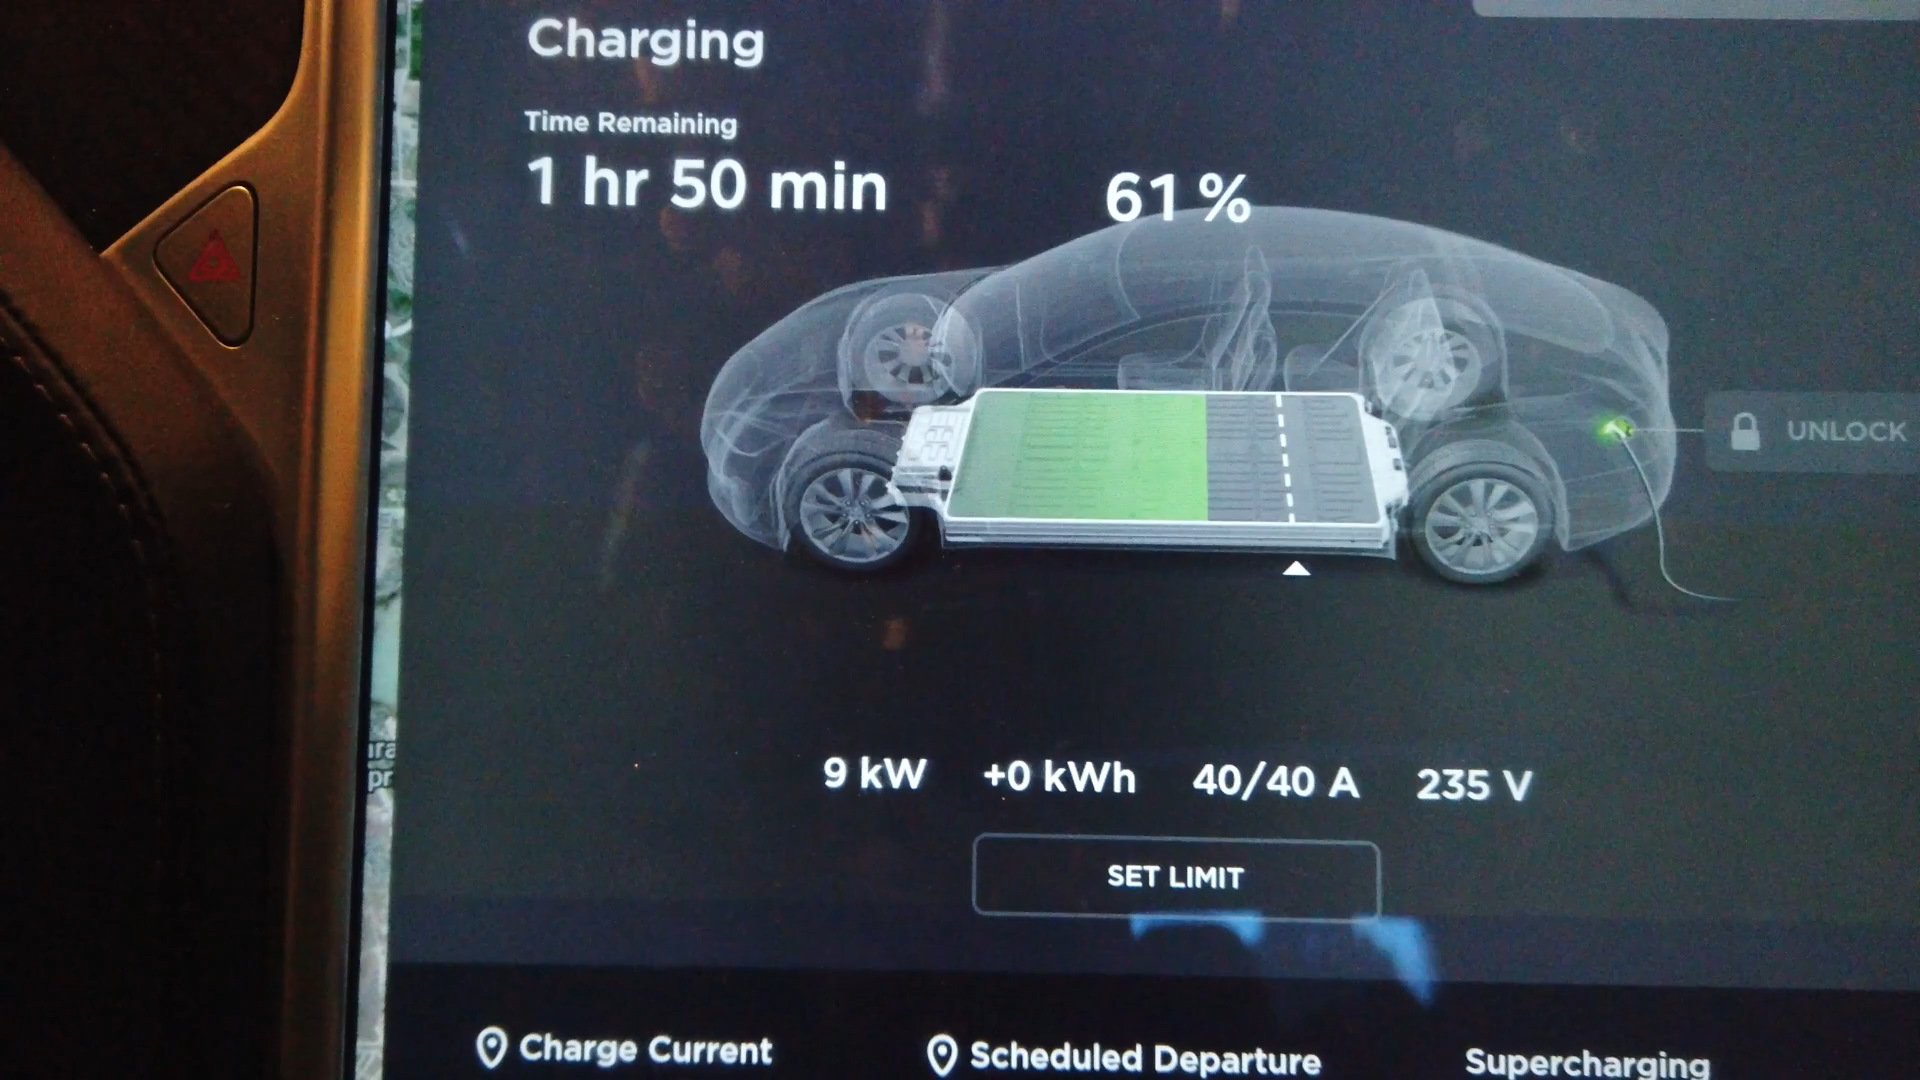 Charging
Time Remaining
1 hr 50 min
61 %
UNLOCK
9 kW +0 kWh 40/40 A 235 V
SET LIMIT
Charge Current
Scheduled Departure
Supercharging